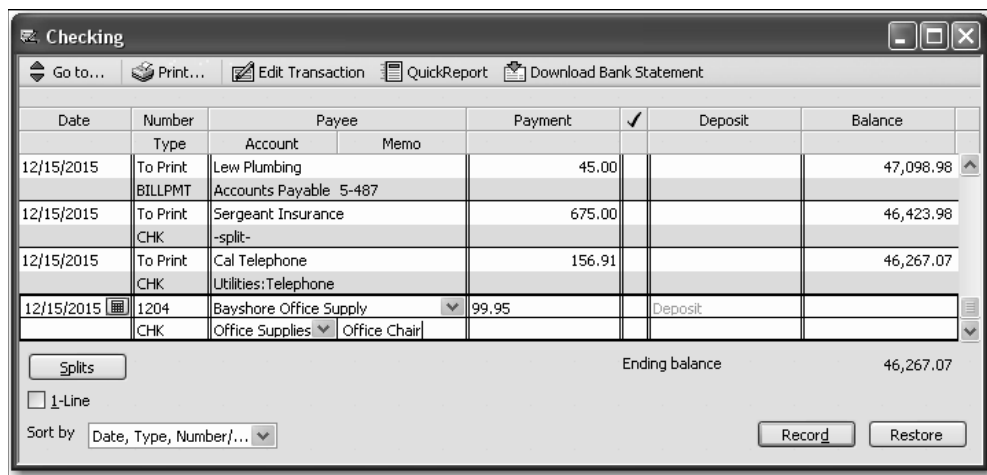 Checking
Go to... Print... Edit Transaction QuickReport Download Bank Statement
Date Number Payee Payment ✓ Deposit Balance
Type Account Memo
12/15/2015 To Print Lew Plumbing 45.00 47,098.98
BILLPMT Accounts Payable 5-487
12/15/2015 To Print Sergeant Insurance 675.00 46,423.98
CHK -split-
12/15/2015 To Print Cal Telephone 156.91 46,267.07
CHK Utilities:Telephone
12/15/2015 1204 Bayshore Office Supply 99.95 Deposit
CHK Office Supplies Office Chair
Splits Ending balance 46,267.07
1-Line
Sort by Date, Type, Number/... Record Restore